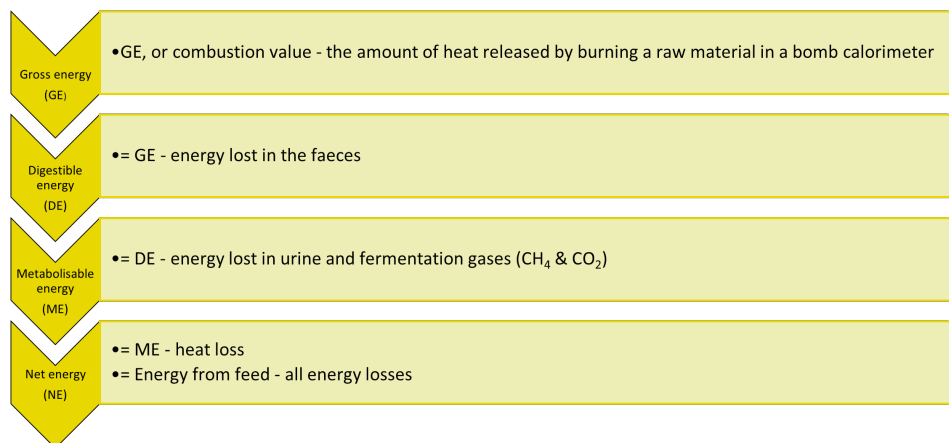 Gross energy
(GE)
•GE, or combustion value - the amount of heat released by burning a raw material in a bomb calorimeter
Digestible
energy
(DE)
•= GE - energy lost in the faeces
Metabolisable
energy
(ME)
•= DE - energy lost in urine and fermentation gases (CH₄ & CO₂)
Net energy
(NE)
•= ME - heat loss
•= Energy from feed - all energy losses